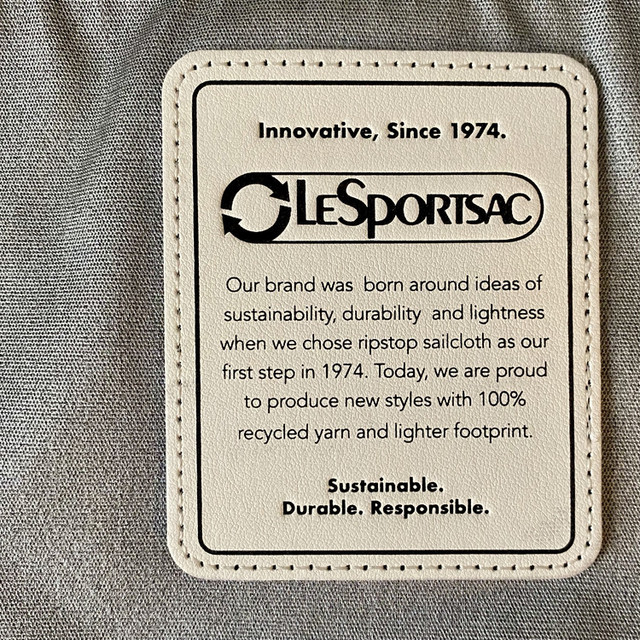 Innovative, Since 1974.
LeSportsac
Our brand was born around ideas of
sustainability, durability and lightness
when we chose ripstop sailcloth as our
first step in 1974. Today, we are proud
to produce new styles with 100%
recycled yarn and lighter footprint.
Sustainable.
Durable. Responsible.